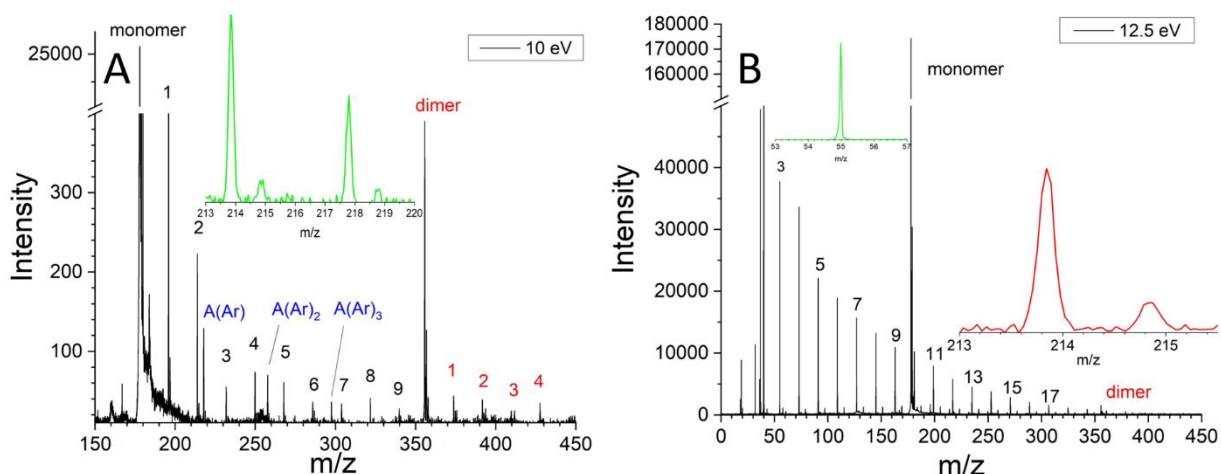 A
monomer
10 eV
25000
1
dimer
213 214 215 216 217 218 219 220
m/z
300
2
200
A(Ar)
A(Ar)2
A(Ar)3
100
3
4
5
6
7
8
9
1
2
3
4
Intensity
150 200 250 300 350 400 450
m/z
B
180000
170000
160000
12.5 eV
monomer
53 54 55 56 57
m/z
40000
3
30000
5
20000
7
9
11
10000
13
15
17
0
213 214 215
m/z
dimer
Intensity
0 50 100 150 200 250 300 350 400 450
m/z